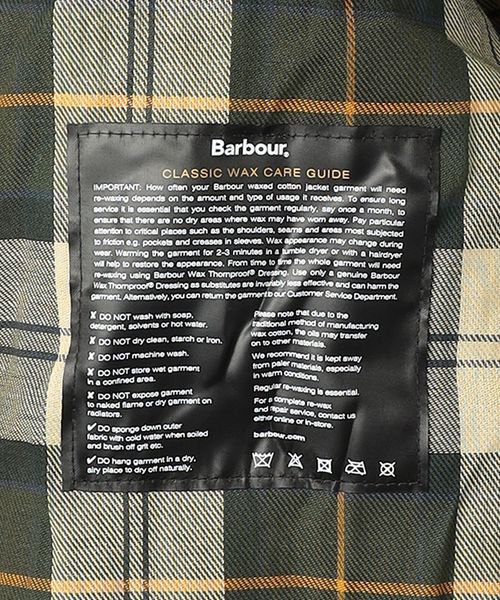 Barbour®
CLASSIC WAX CARE GUIDE
IMPORTANT: How often your Barbour waxed cotton jacket garment will need
re-waxing depends on the amount and type of usage it receives. To ensure long
service it is essential that you check the garment regularly, say once a month, to
ensure that there are no dry areas where wax may have worn away. Pay particular
attention to critical places such as the shoulders, seams and areas most subjected
to friction e.g. pockets and creases in sleeves. Wax appearance may change during
wear. Warming the garment for 2-3 minutes in a tumble dryer or with a hairdryer
will help to restore the appearance. From time to time the whole garment will need
re-waxing using Barbour Wax Thornproof® Dressing. Use only a genuine Barbour
Wax Thornproof® Dressing as substitutes are invariably less effective and can harm the
garment. Alternatively, you can return the garment to our Customer Service Department.
✗ DO NOT wash with soap,
detergent, solvents or hot water.
✗ DO NOT dry clean, starch or iron.
✗ DO NOT machine wash.
✗ DO NOT store wet garment
in a confined area.
✗ DO NOT expose garment
to naked flame or dry garment on
radiators.
✓ DO sponge down outer
fabric with cold water when soiled
and brush off grit etc.
✓ DO hang garment in a dry,
airy place to dry off naturally.
Please note that due to the
traditional method of manufacturing
wax cotton, the oils may transfer
on to other materials.
We recommend it is kept away
from paler materials, especially
in warm conditions.
Regular re-waxing is essential.
For a complete re-wax
and repair service, contact us
either online or in-store.
barbour.com